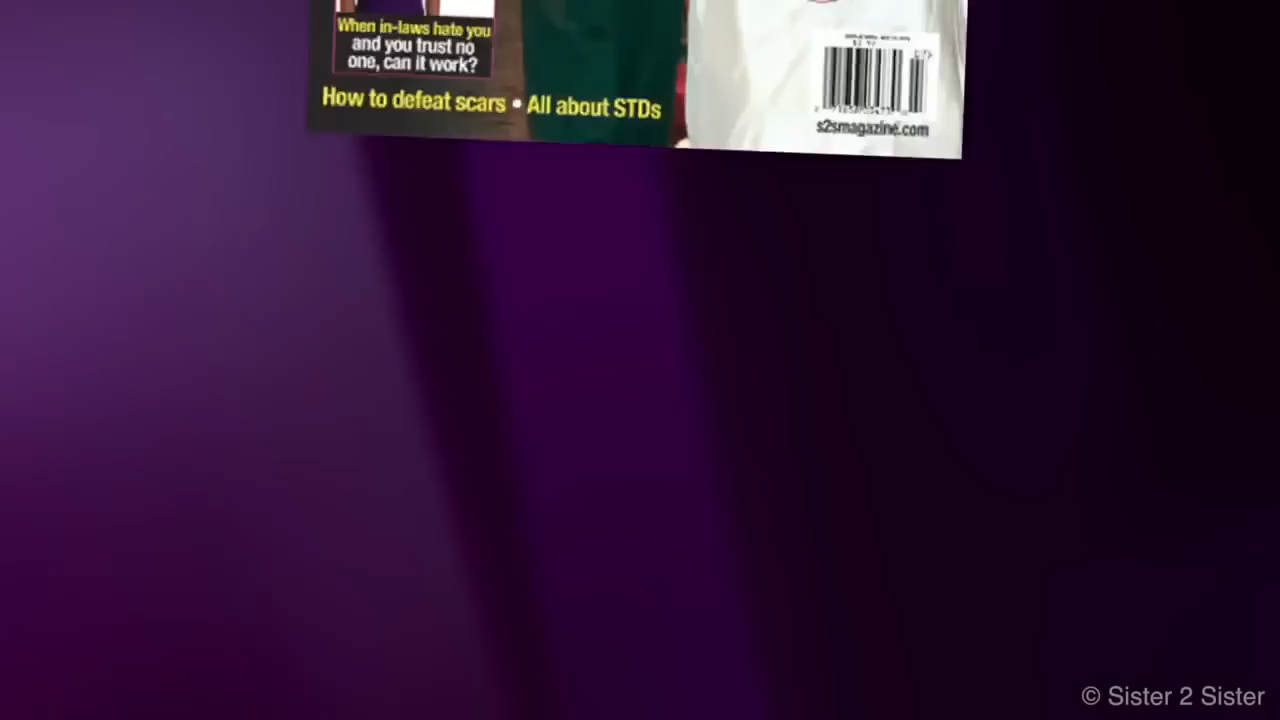 When in-laws hate you
and you trust no
one, can it work?
How to defeat scars • All about STDs
s2smagazine.com
© Sister 2 Sister